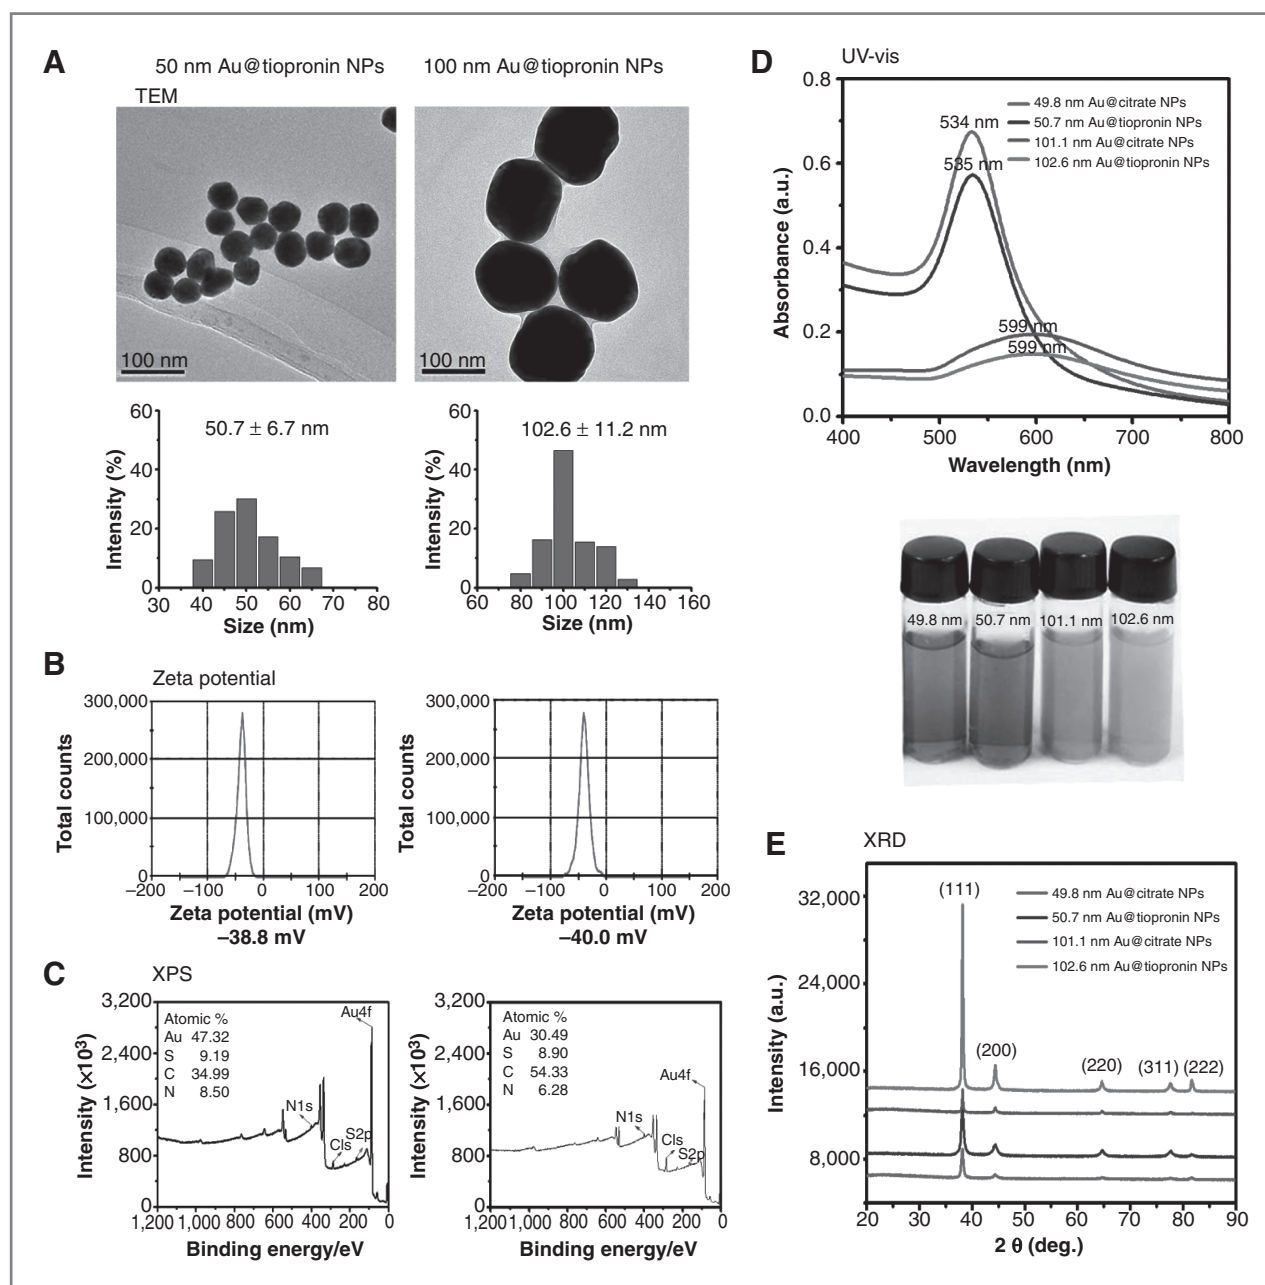 A
50 nm Au@tiopronin NPs
100 nm Au@tiopronin NPs
TEM
100 nm
100 nm
60
40
20
0
Intensity (%)
50.7 ± 6.7 nm
30 40 50 60 70 80
Size (nm)
60
40
20
0
Intensity (%)
102.6 ± 11.2 nm
60 80 100 120 140 160
Size (nm)
B
Zeta potential
300,000
200,000
100,000
0
Total counts
−200 −100 0 100 200
Zeta potential (mV)
−38.8 mV
300,000
200,000
100,000
0
Total counts
−200 −100 0 100 200
Zeta potential (mV)
−40.0 mV
C
XPS
3,200
2,400
1,600
800
0
Intensity (×10³)
Atomic %
Au 47.32
S 9.19
C 34.99
N 8.50
Au4f
N1s
S2p
Cls
1,200 1,000 800 600 400 200 0
Binding energy/eV
3,200
2,400
1,600
800
0
Intensity (×10³)
Atomic %
Au 30.49
S 8.90
C 54.33
N 6.28
Au4f
N1s
Cls
S2p
1,200 1,000 800 600 400 200 0
Binding energy/eV
D
UV-vis
0.8
0.6
0.4
0.2
0.0
Absorbance (a.u.)
49.8 nm Au@citrate NPs
50.7 nm Au@tiopronin NPs
101.1 nm Au@citrate NPs
102.6 nm Au@tiopronin NPs
534 nm
535 nm
599 nm
599 nm
400 500 600 700 800
Wavelength (nm)
49.8 nm 50.7 nm 101.1 nm 102.6 nm
E
XRD
32,000
24,000
16,000
8,000
Intensity (a.u.)
49.8 nm Au@citrate NPs
50.7 nm Au@tiopronin NPs
101.1 nm Au@citrate NPs
102.6 nm Au@tiopronin NPs
(111)
(200)
(220)
(311)
(222)
20 30 40 50 60 70 80 90
2 θ (deg.)